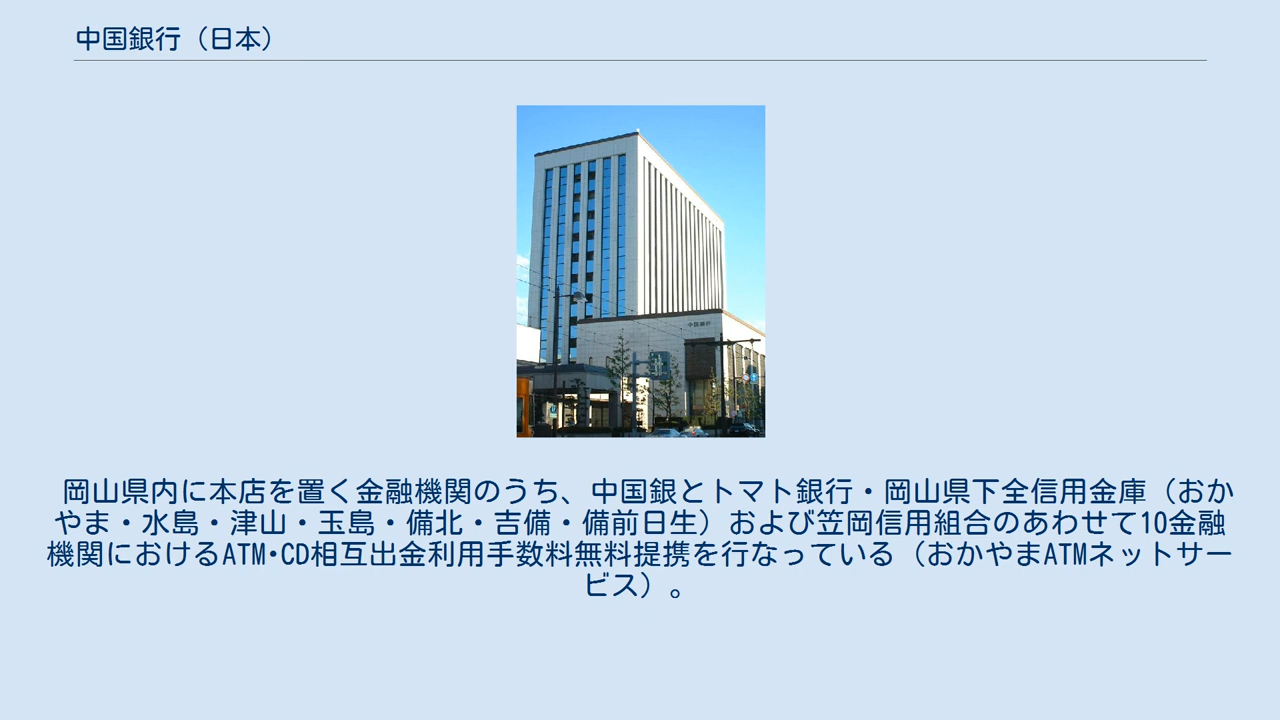 中国銀行（日本）
中国銀行
岡山県内に本店を置く金融機関のうち、中国銀とトマト銀行・岡山県下全信用金庫（おか
やま・水島・津山・玉島・備北・吉備・備前日生）および笠岡信用組合のあわせて10金融
機関におけるATM･CD相互出金利用手数料無料提携を行なっている（おかやまATMネットサー
ビス）。